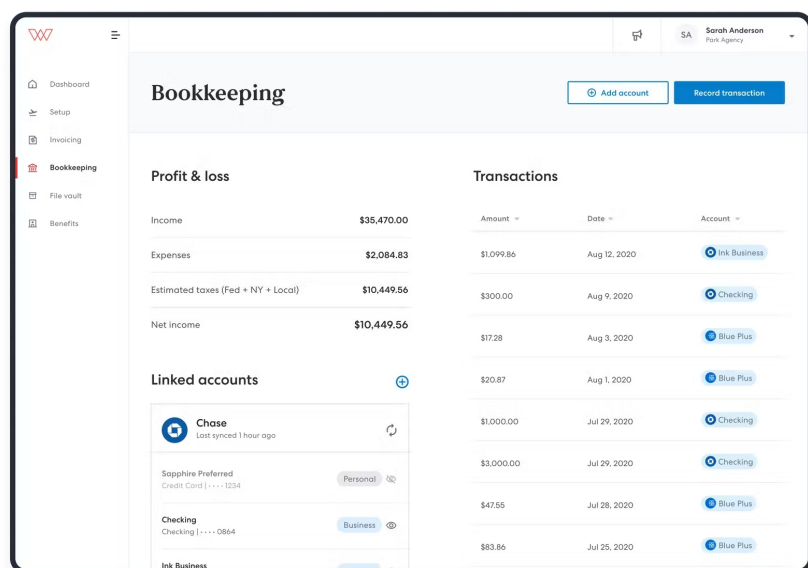 SA
Sarah Anderson
Park Agency
Dashboard
Setup
Invoicing
Bookkeeping
File vault
Benefits
Bookkeeping
Add account
Record transaction
Profit & loss
Income $35,470.00
Expenses $2,084.83
Estimated taxes (Fed + NY + Local) $10,449.56
Net income $10,449.56
Linked accounts
Chase
Last synced 1 hour ago
Sapphire Preferred
Credit Card | •••• 1234
Personal
Checking
Checking | •••• 0864
Business
Ink Business
Transactions
Amount Date Account
$1,099.86 Aug 12, 2020 Ink Business
$300.00 Aug 9, 2020 Checking
$17.28 Aug 3, 2020 Blue Plus
$20.87 Aug 1, 2020 Blue Plus
$1,000.00 Jul 29, 2020 Checking
$3,000.00 Jul 29, 2020 Checking
$47.55 Jul 28, 2020 Blue Plus
$83.86 Jul 25, 2020 Blue Plus